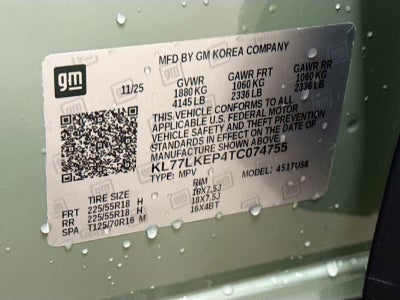 gm
MFD BY GM KOREA COMPANY
11/25
GVWR GAWR FRT GAWR RR
1880 KG 1060 KG 1060 KG
4145 LB 2336 LB 2336 LB
THIS VEHICLE CONFORMS TO ALL
APPLICABLE U.S. FEDERAL MOTOR
VEHICLE SAFETY AND THEFT PREVENTION
STANDARDS IN EFFECT ON THE DATE OF
MANUFACTURE SHOWN ABOVE
KL77LKEP4TC074755
TYPE: MPV MODEL: 4S1TU58
TIRE SIZE RIM
FRT 225/55R18 H 18X7.5J
RR 225/55R18 H 18X7.5J
SPA T125/70R16 M 16X4BT